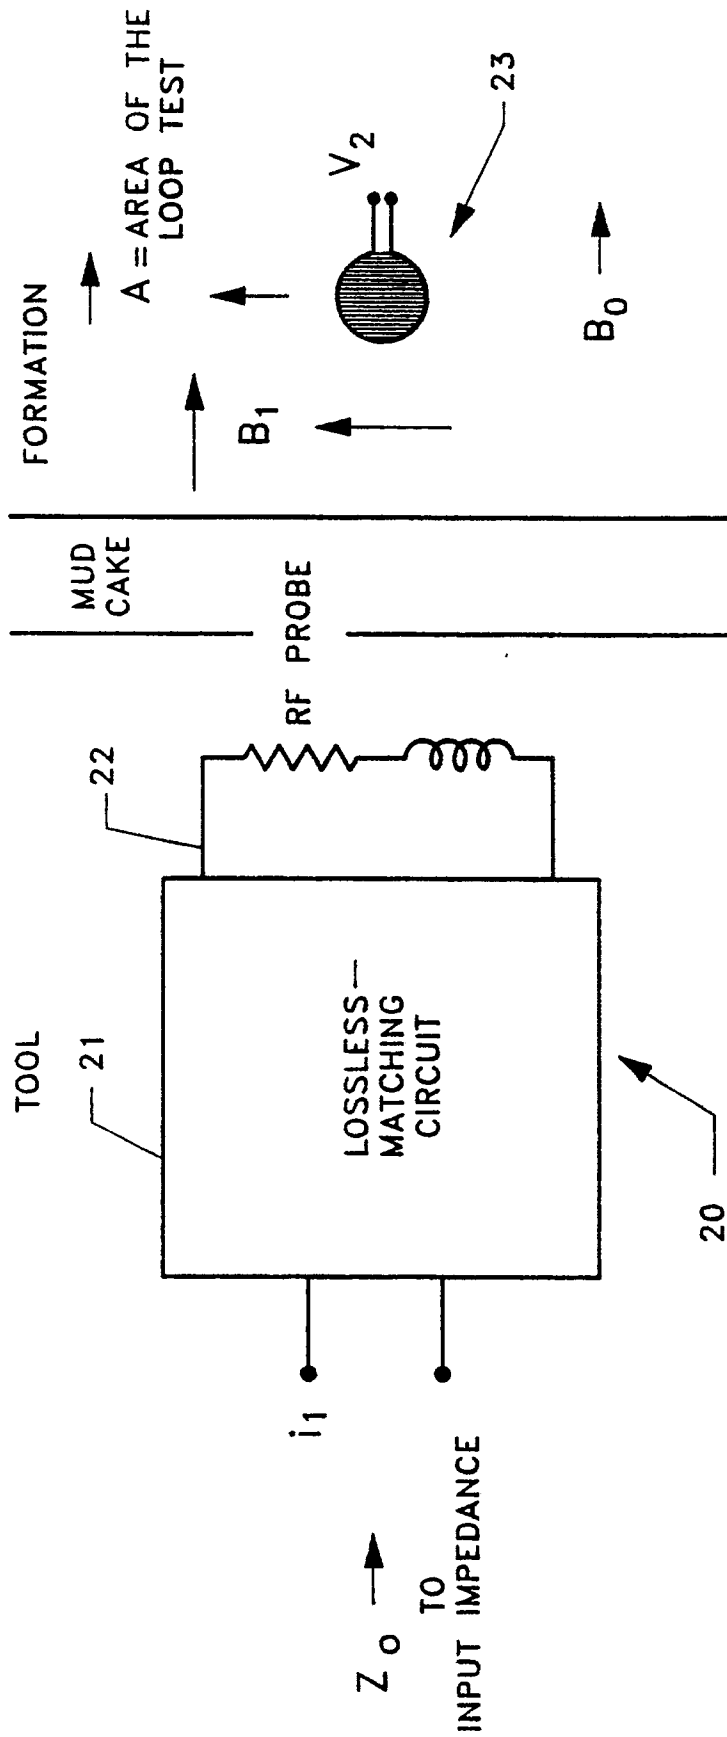 TOOL
21
22
LOSSLESS—
MATCHING
CIRCUIT
20
i1
Zo
TO
INPUT IMPEDANCE
RF PROBE
MUD
CAKE
FORMATION
A = AREA OF THE
LOOP TEST
B1
V2
23
B0